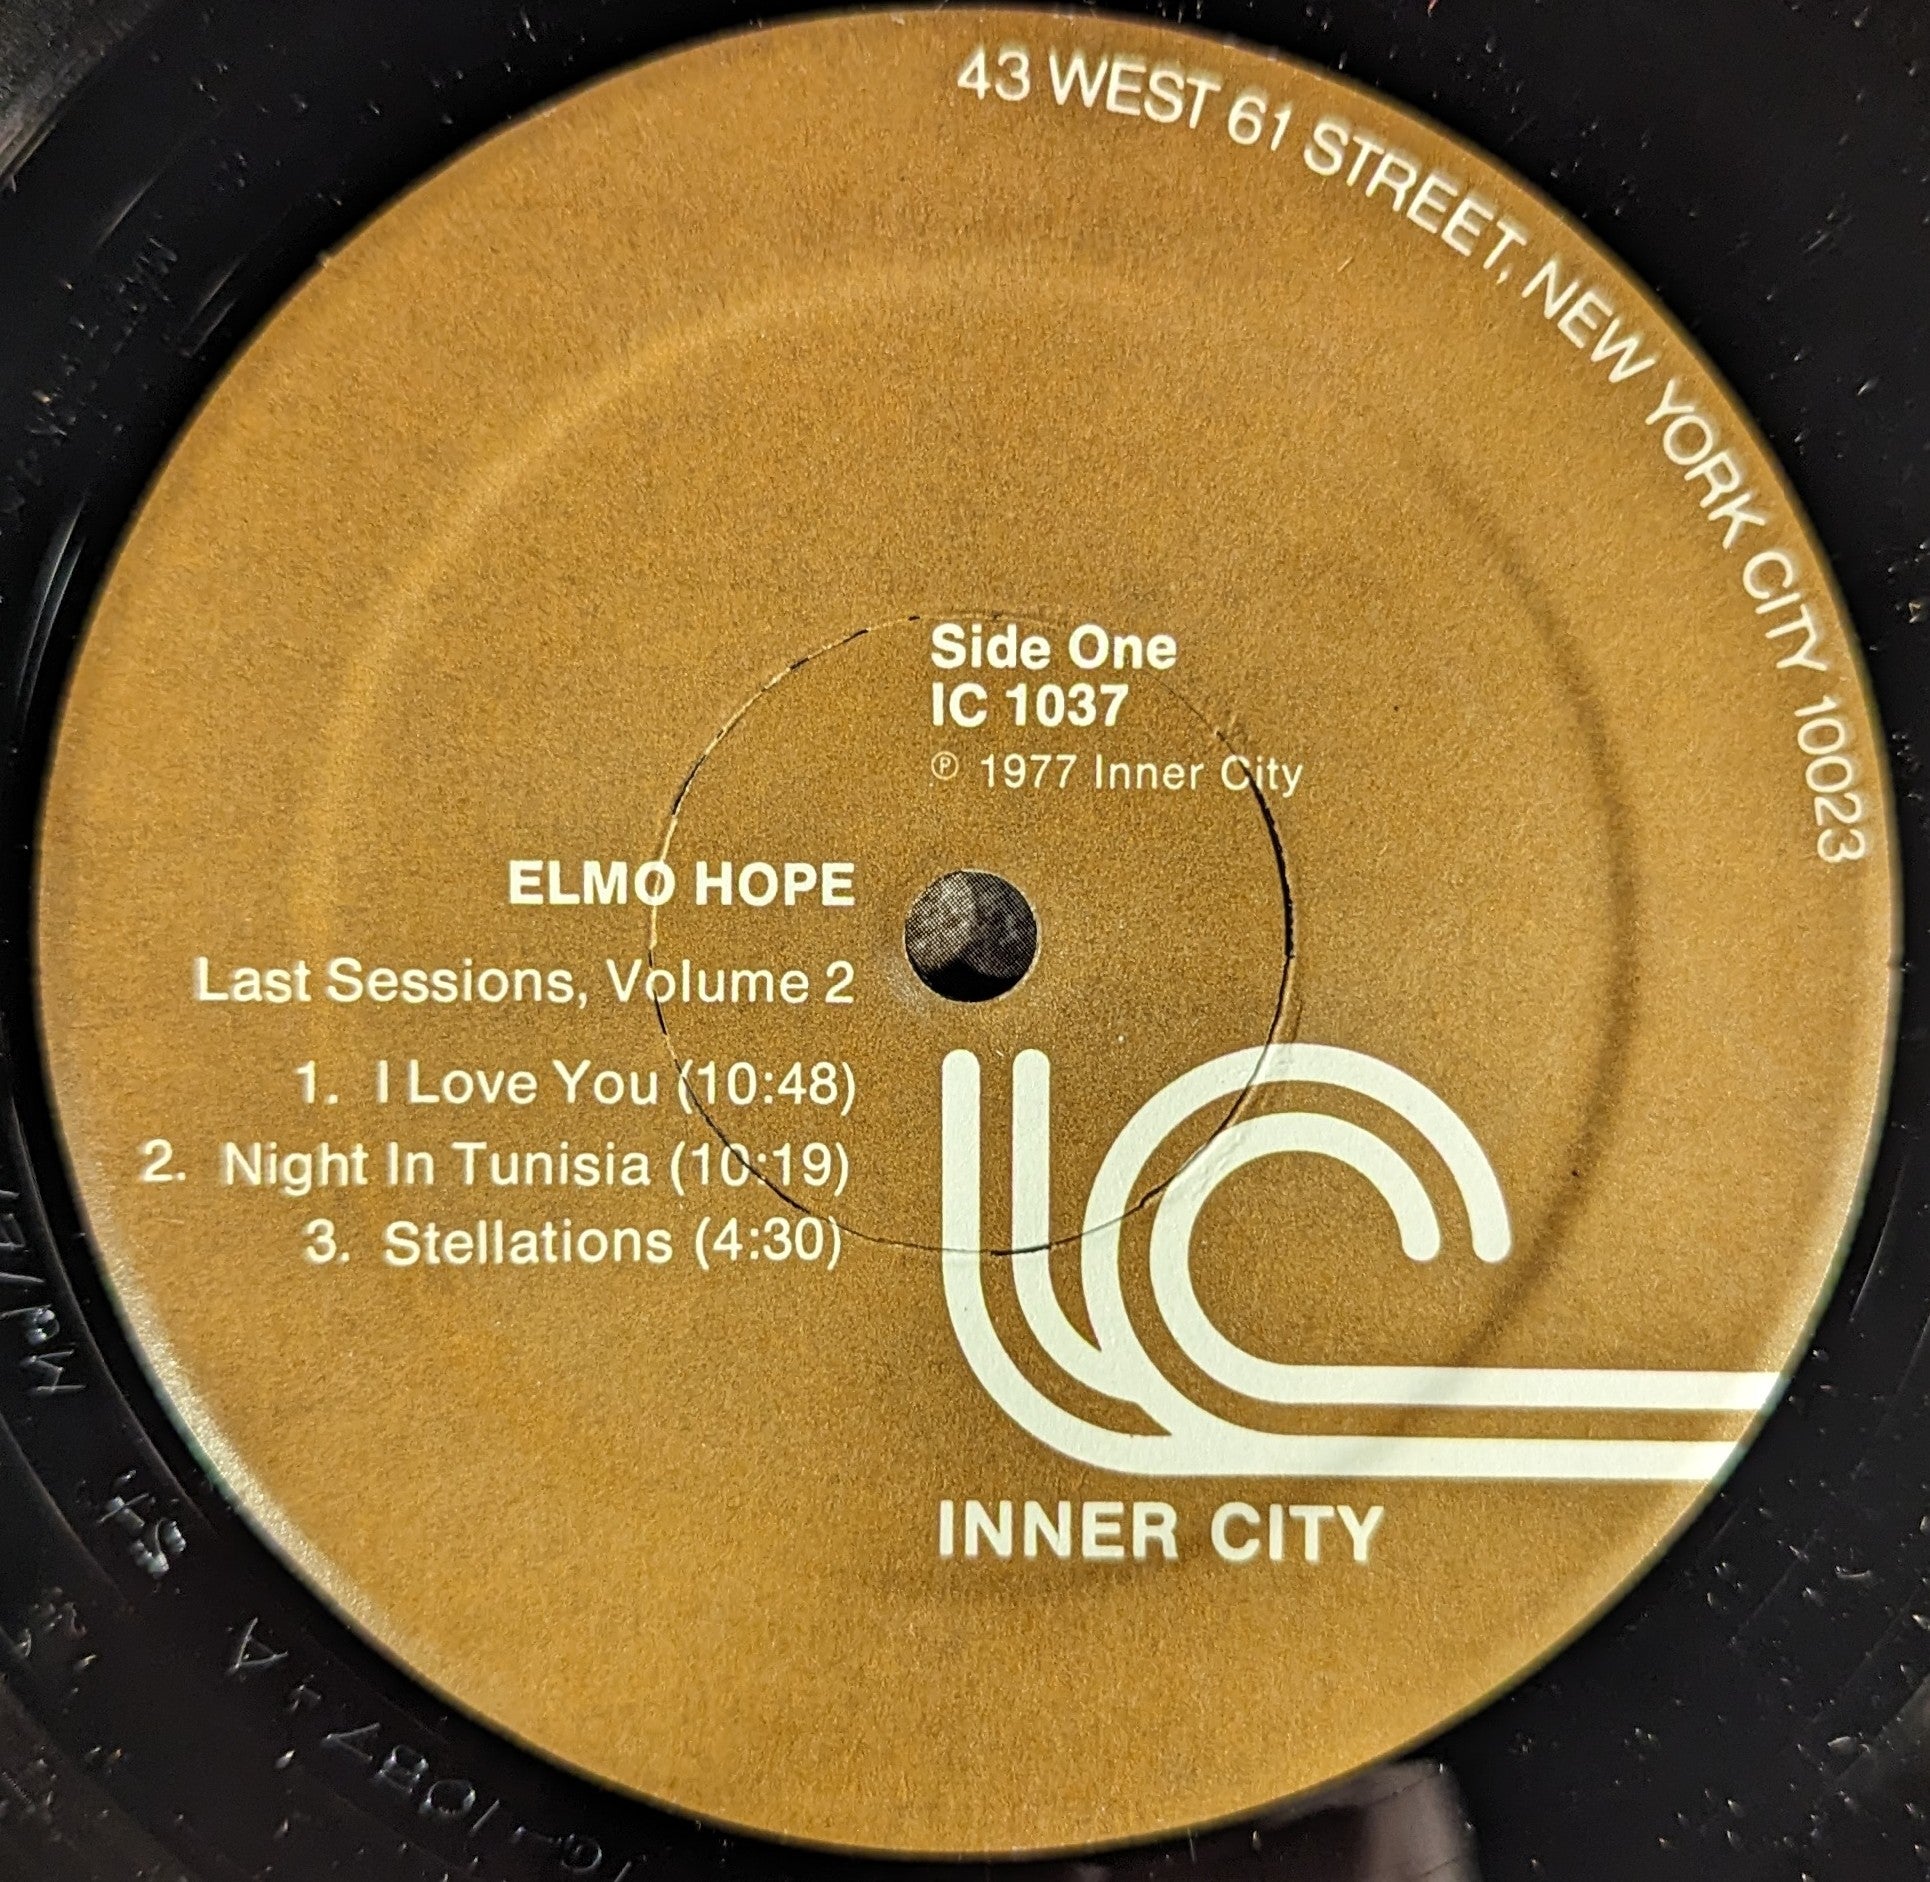 43 WEST 61 STREET, NEW YORK CITY 10023
Side One
IC 1037
℗ 1977 Inner City
ELMO HOPE
Last Sessions, Volume 2
1. I Love You (10:48)
2. Night In Tunisia (10:19)
3. Stellations (4:30)
IC
INNER CITY